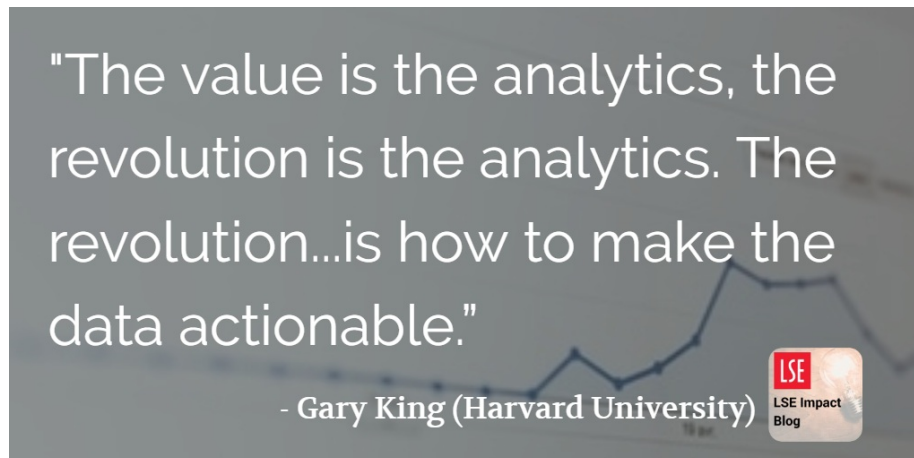 "The value is the analytics, the
revolution is the analytics. The
revolution...is how to make the
data actionable.”
- Gary King (Harvard University)
LSE
LSE Impact
Blog